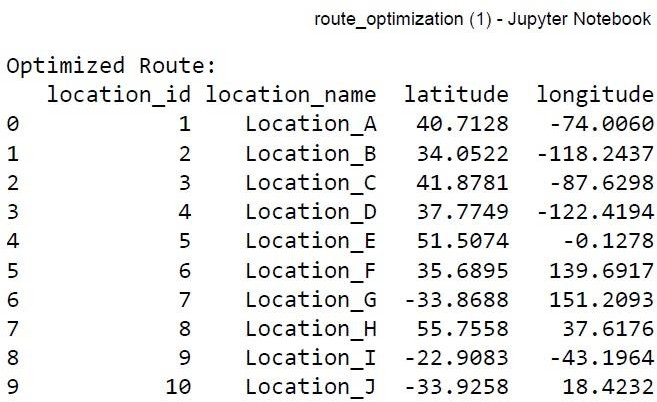 route_optimization (1) - Jupyter Notebook
Optimized Route:
location_id location_name latitude longitude
0 1 Location_A 40.7128 -74.0060
1 2 Location_B 34.0522 -118.2437
2 3 Location_C 41.8781 -87.6298
3 4 Location_D 37.7749 -122.4194
4 5 Location_E 51.5074 -0.1278
5 6 Location_F 35.6895 139.6917
6 7 Location_G -33.8688 151.2093
7 8 Location_H 55.7558 37.6176
8 9 Location_I -22.9083 -43.1964
9 10 Location_J -33.9258 18.4232